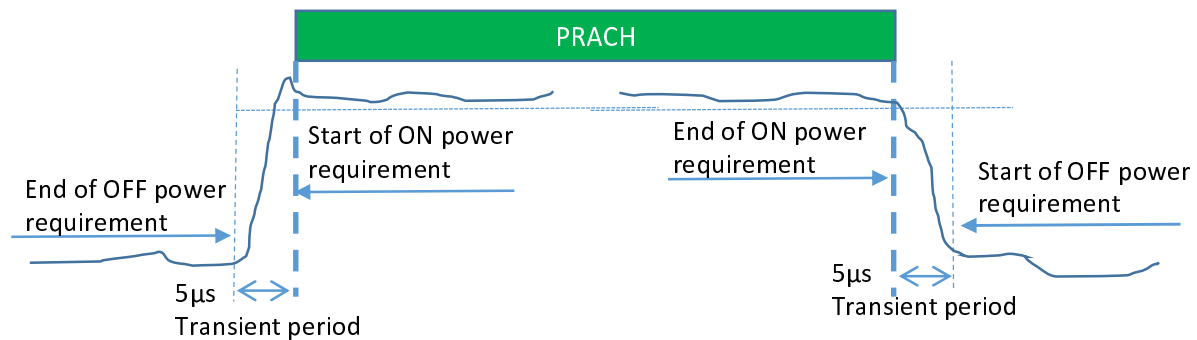 PRACH
Start of ON power
requirement
End of ON power
requirement
Start of OFF power
requirement
End of OFF power
requirement
5µs
Transient period
5µs
Transient period